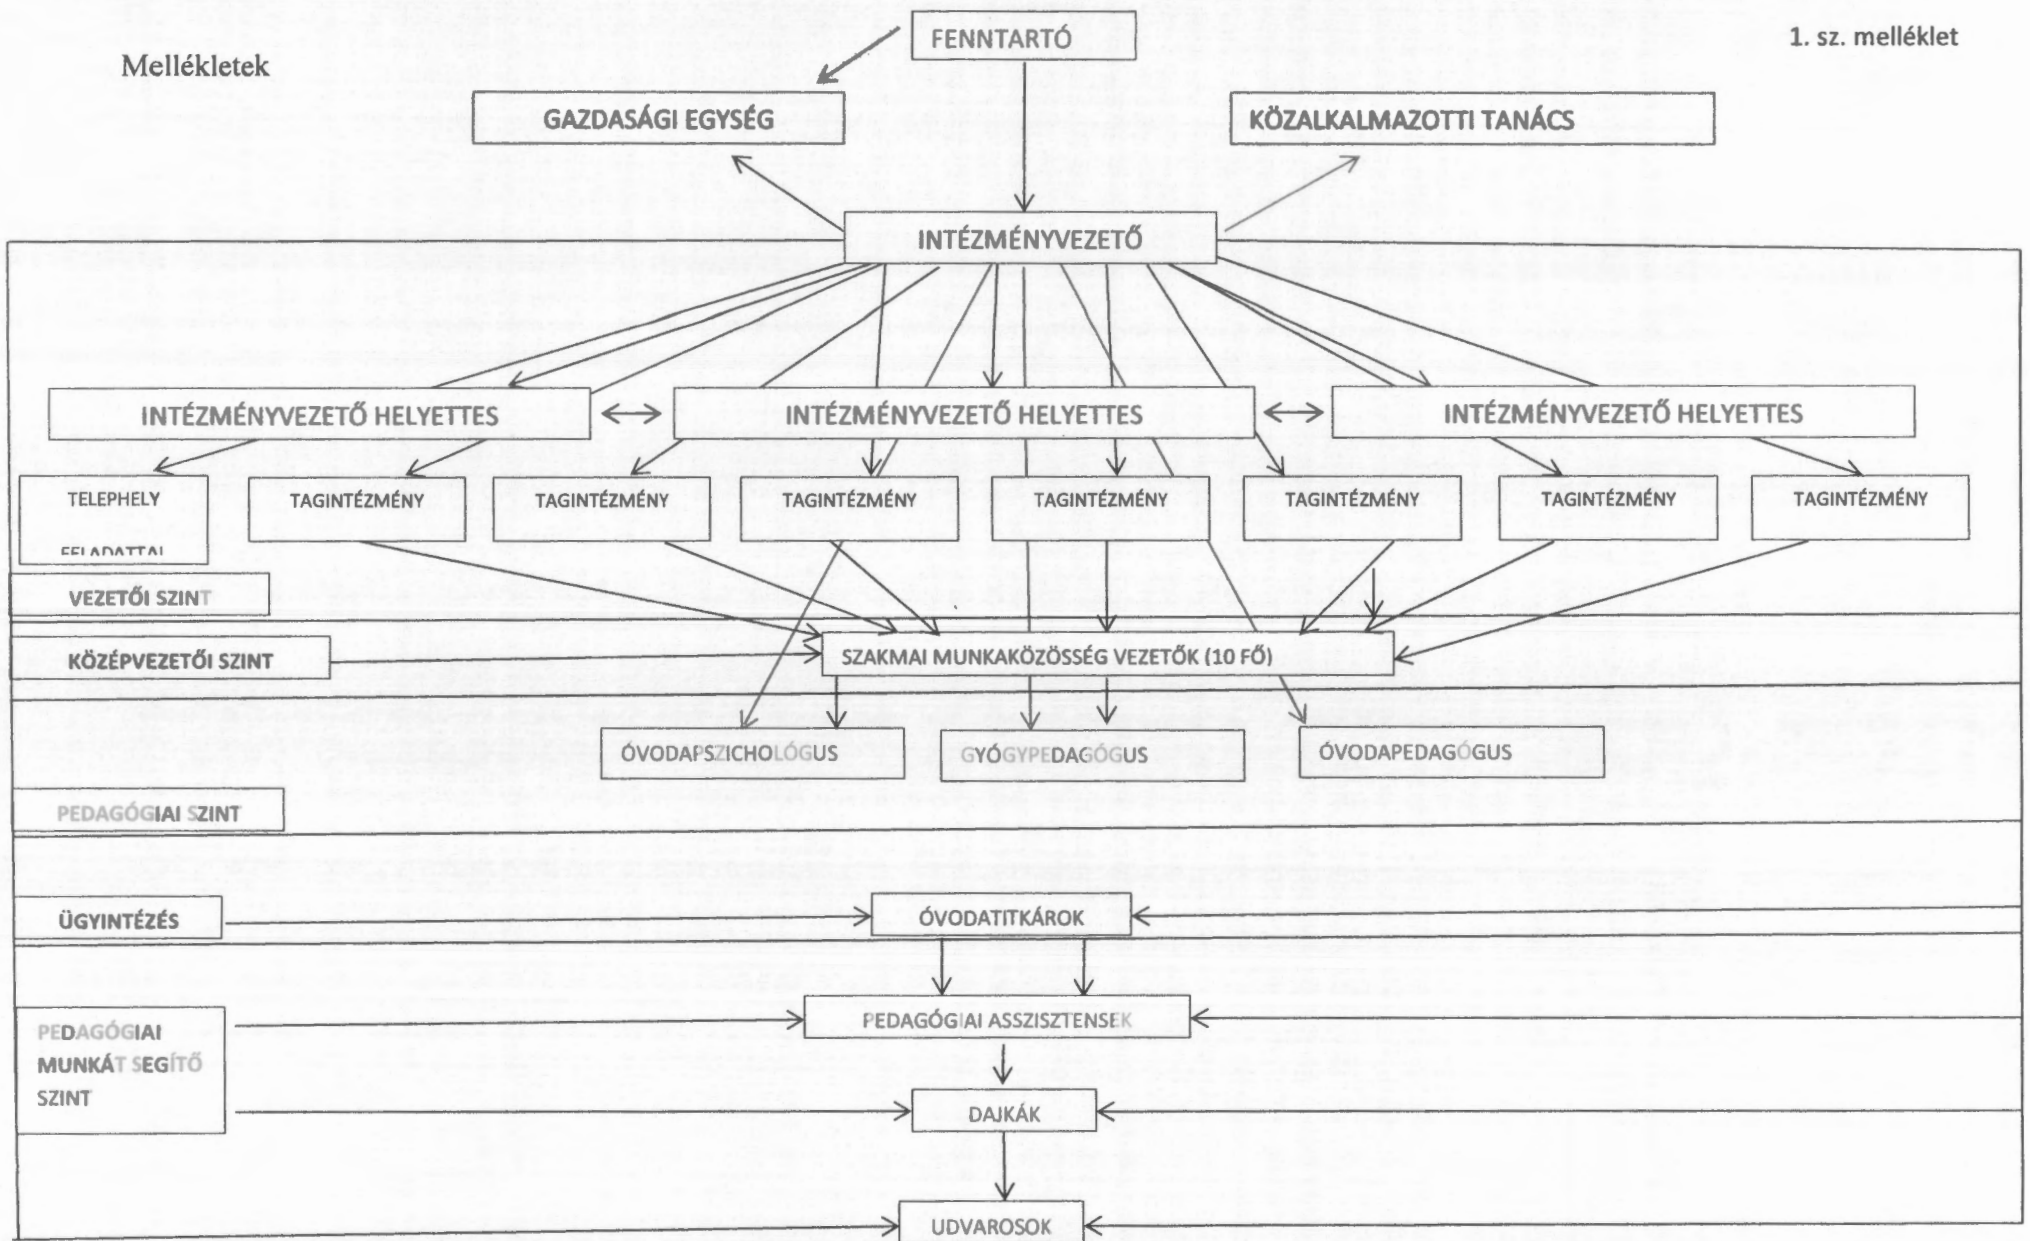 FENNTARTÓ
1. sz. melléklet
Mellékletek
GAZDASÁGI EGYSÉG
KÖZALKALMAZOTTI TANÁCS
INTÉZMÉNYVEZETŐ
INTÉZMÉNYVEZETŐ HELYETTES
INTÉZMÉNYVEZETŐ HELYETTES
INTÉZMÉNYVEZETŐ HELYETTES
TELEPHELY
FELADATTAL
TAGINTÉZMÉNY
TAGINTÉZMÉNY
TAGINTÉZMÉNY
TAGINTÉZMÉNY
TAGINTÉZMÉNY
TAGINTÉZMÉNY
TAGINTÉZMÉNY
VEZETŐI SZINT
KÖZÉPVEZETŐI SZINT
SZAKMAI MUNKAKÖZÖSSÉG VEZETŐK (10 FŐ)
ÓVODAPSZICHOLÓGUS
GYÓGYPEDAGÓGUS
ÓVODAPEDAGÓGUS
PEDAGÓGIAI SZINT
ÜGYINTÉZÉS
ÓVODATITKÁROK
PEDAGÓGIAI ASSZISZTENSEK
PEDAGÓGIAI
MUNKÁT SEGÍTŐ
SZINT
DAJKÁK
UDVAROSOK